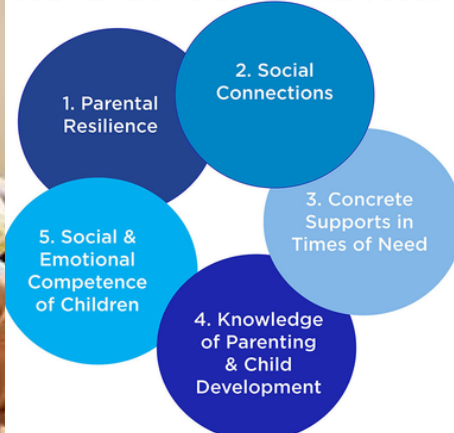 1. Parental
Resilience
2. Social
Connections
3. Concrete
Supports in
Times of Need
4. Knowledge
of Parenting
& Child
Development
5. Social &
Emotional
Competence
of Children